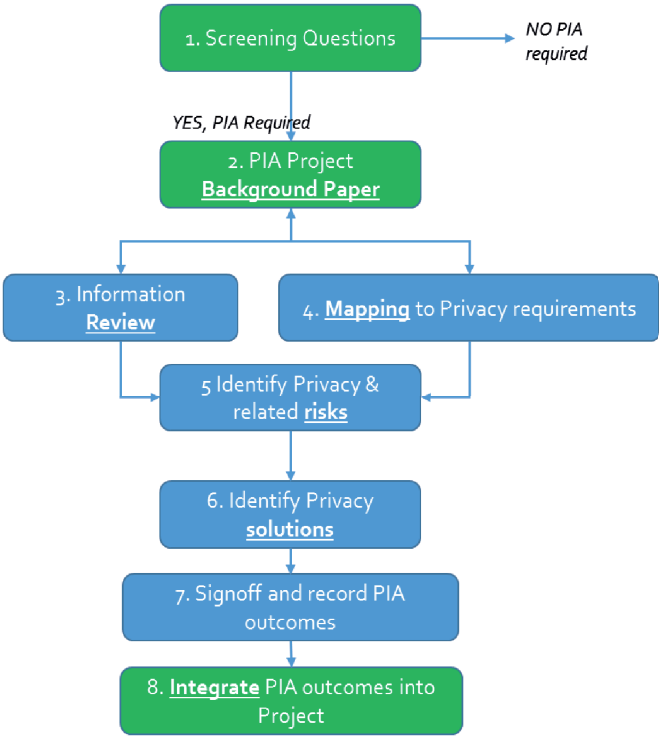 1. Screening Questions
NO PIA
required
YES, PIA Required
2. PIA Project
Background Paper
3. Information
Review
4. Mapping to Privacy requirements
5 Identify Privacy &
related risks
6. Identify Privacy
solutions
7. Signoff and record PIA
outcomes
8. Integrate PIA outcomes into
Project